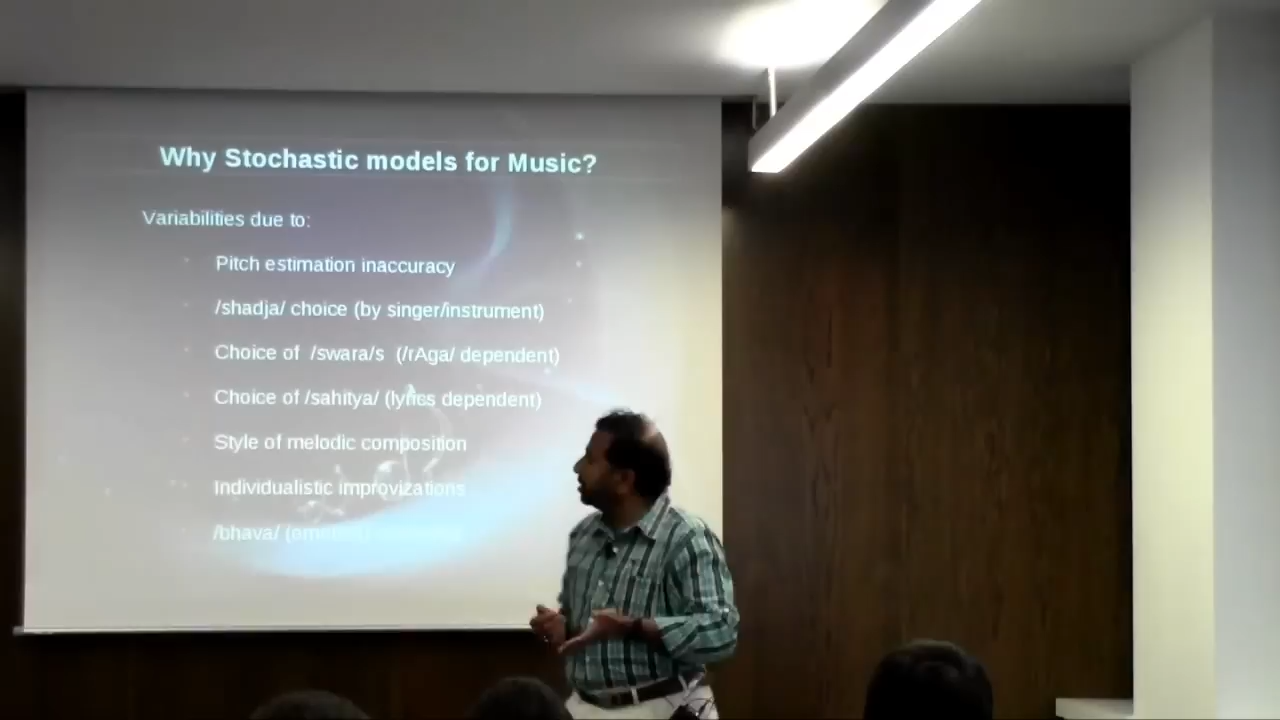 Why Stochastic models for Music?
Variabilities due to:
Pitch estimation inaccuracy
/shadja/ choice (by singer/instrument)
Choice of /swara/s (/rAga/ dependent)
Choice of /sahitya/ (lyrics dependent)
Style of melodic composition
Individualistic improvizations
/bhava/